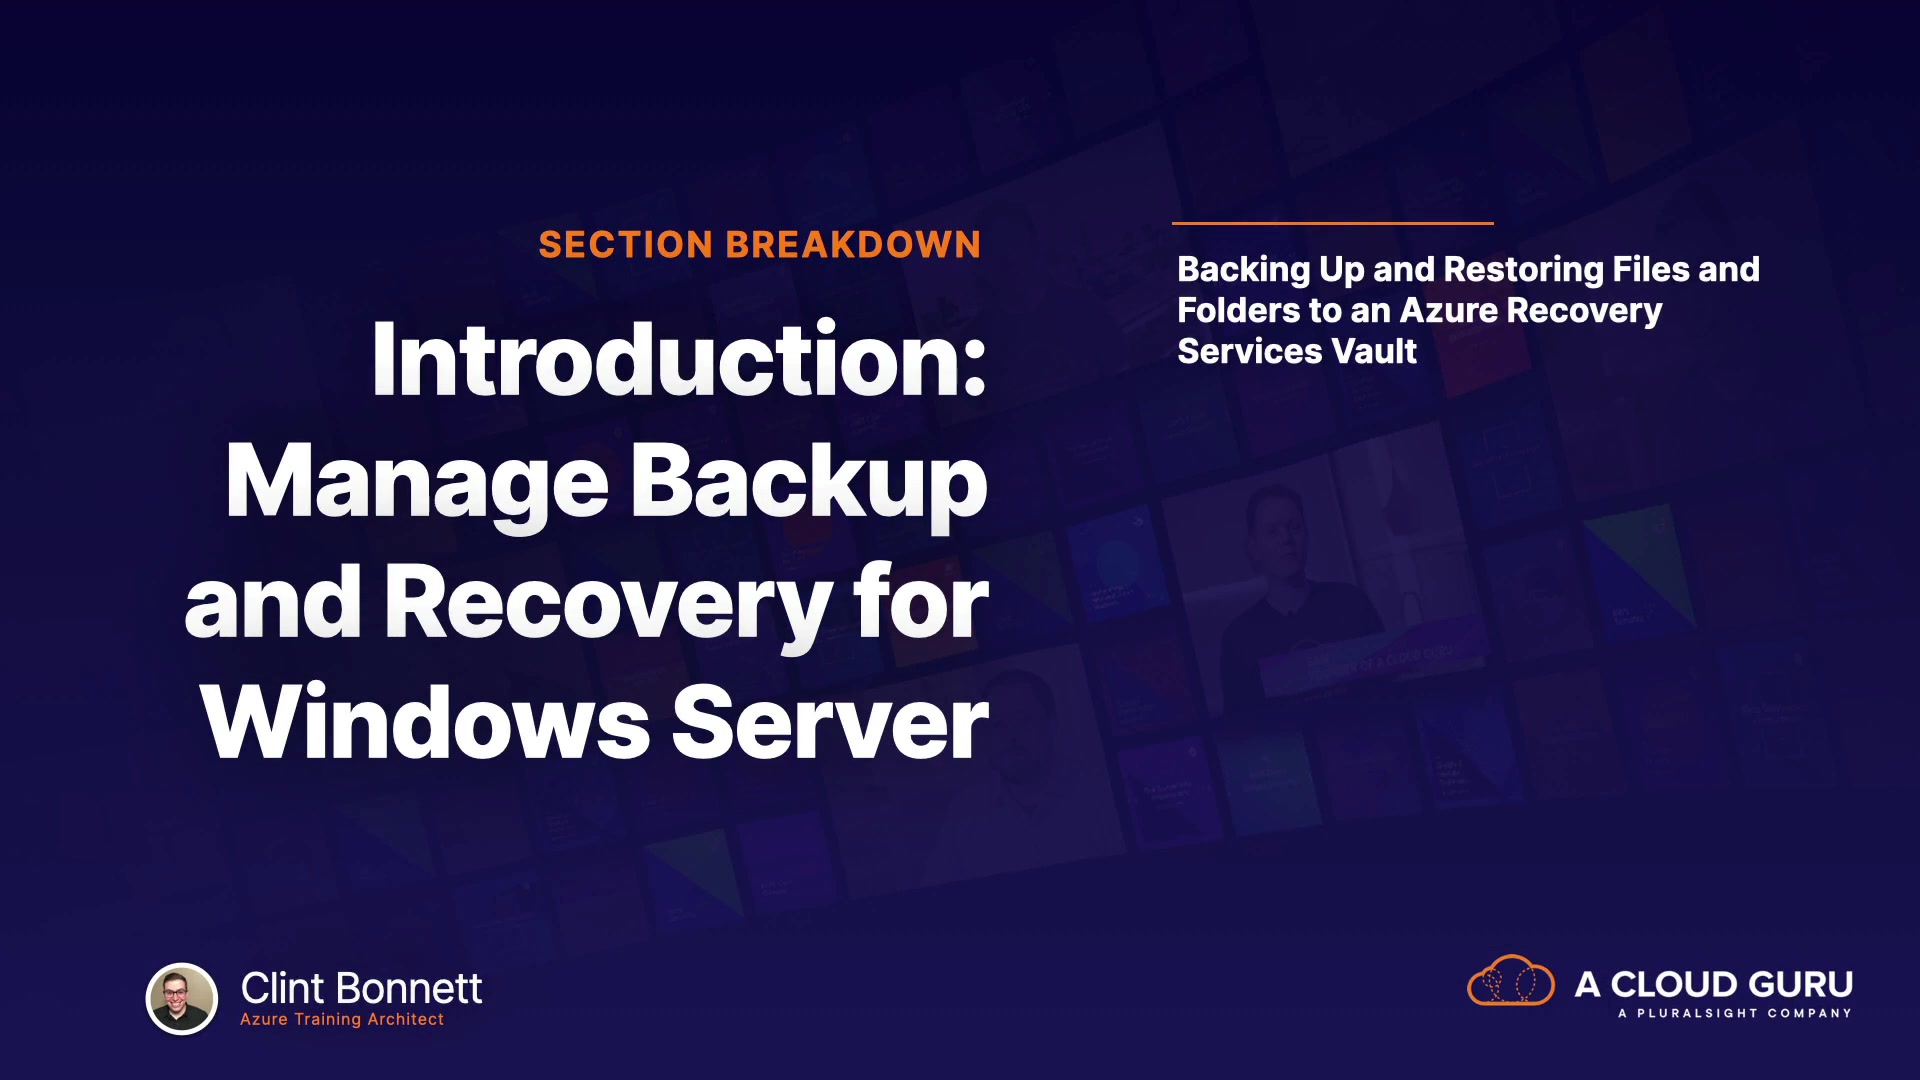 SECTION BREAKDOWN
Introduction:
Manage Backup
and Recovery for
Windows Server
Backing Up and Restoring Files and
Folders to an Azure Recovery
Services Vault
Clint Bonnett
Azure Training Architect
A CLOUD GURU
A PLURALSIGHT COMPANY